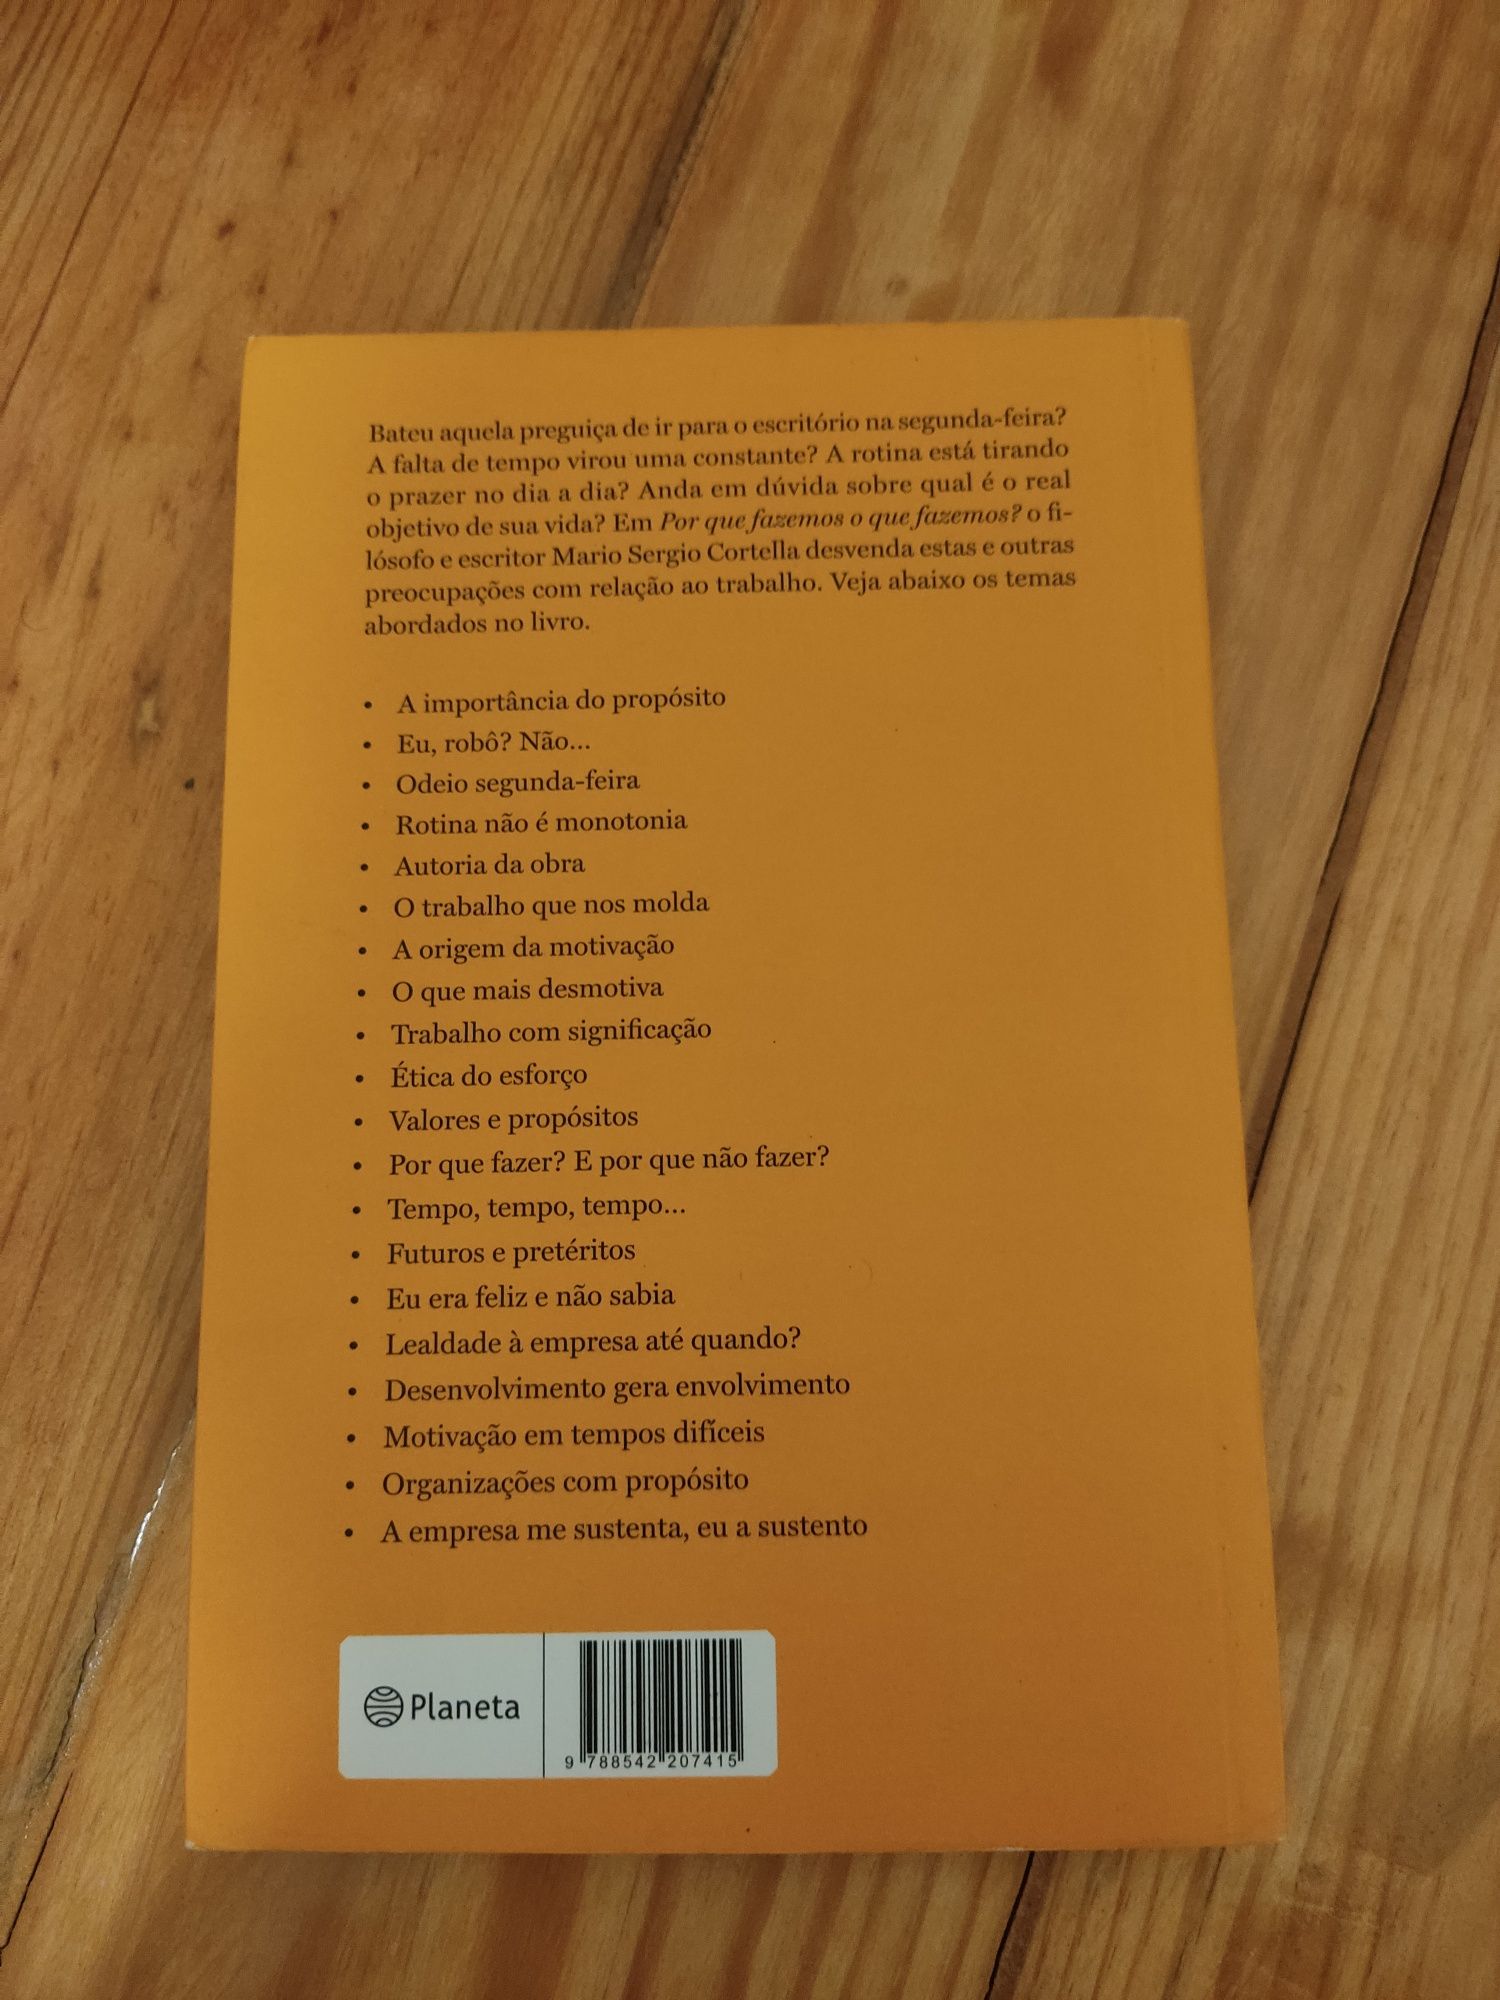 Bateu aquela preguiça de ir para o escritório na segunda-feira?
A falta de tempo virou uma constante? A rotina está tirando
o prazer no dia a dia? Anda em dúvida sobre qual é o real
objetivo de sua vida? Em Por que fazemos o que fazemos? o fi-
lósofo e escritor Mario Sergio Cortella desvenda estas e outras
preocupações com relação ao trabalho. Veja abaixo os temas
abordados no livro.
• A importância do propósito
• Eu, robô? Não...
• Odeio segunda-feira
• Rotina não é monotonia
• Autoria da obra
• O trabalho que nos molda
• A origem da motivação
• O que mais desmotiva
• Trabalho com significação
• Ética do esforço
• Valores e propósitos
• Por que fazer? E por que não fazer?
• Tempo, tempo, tempo...
• Futuros e pretéritos
• Eu era feliz e não sabia
• Lealdade à empresa até quando?
• Desenvolvimento gera envolvimento
• Motivação em tempos difíceis
• Organizações com propósito
• A empresa me sustenta, eu a sustento
Planeta
9 788542 207415